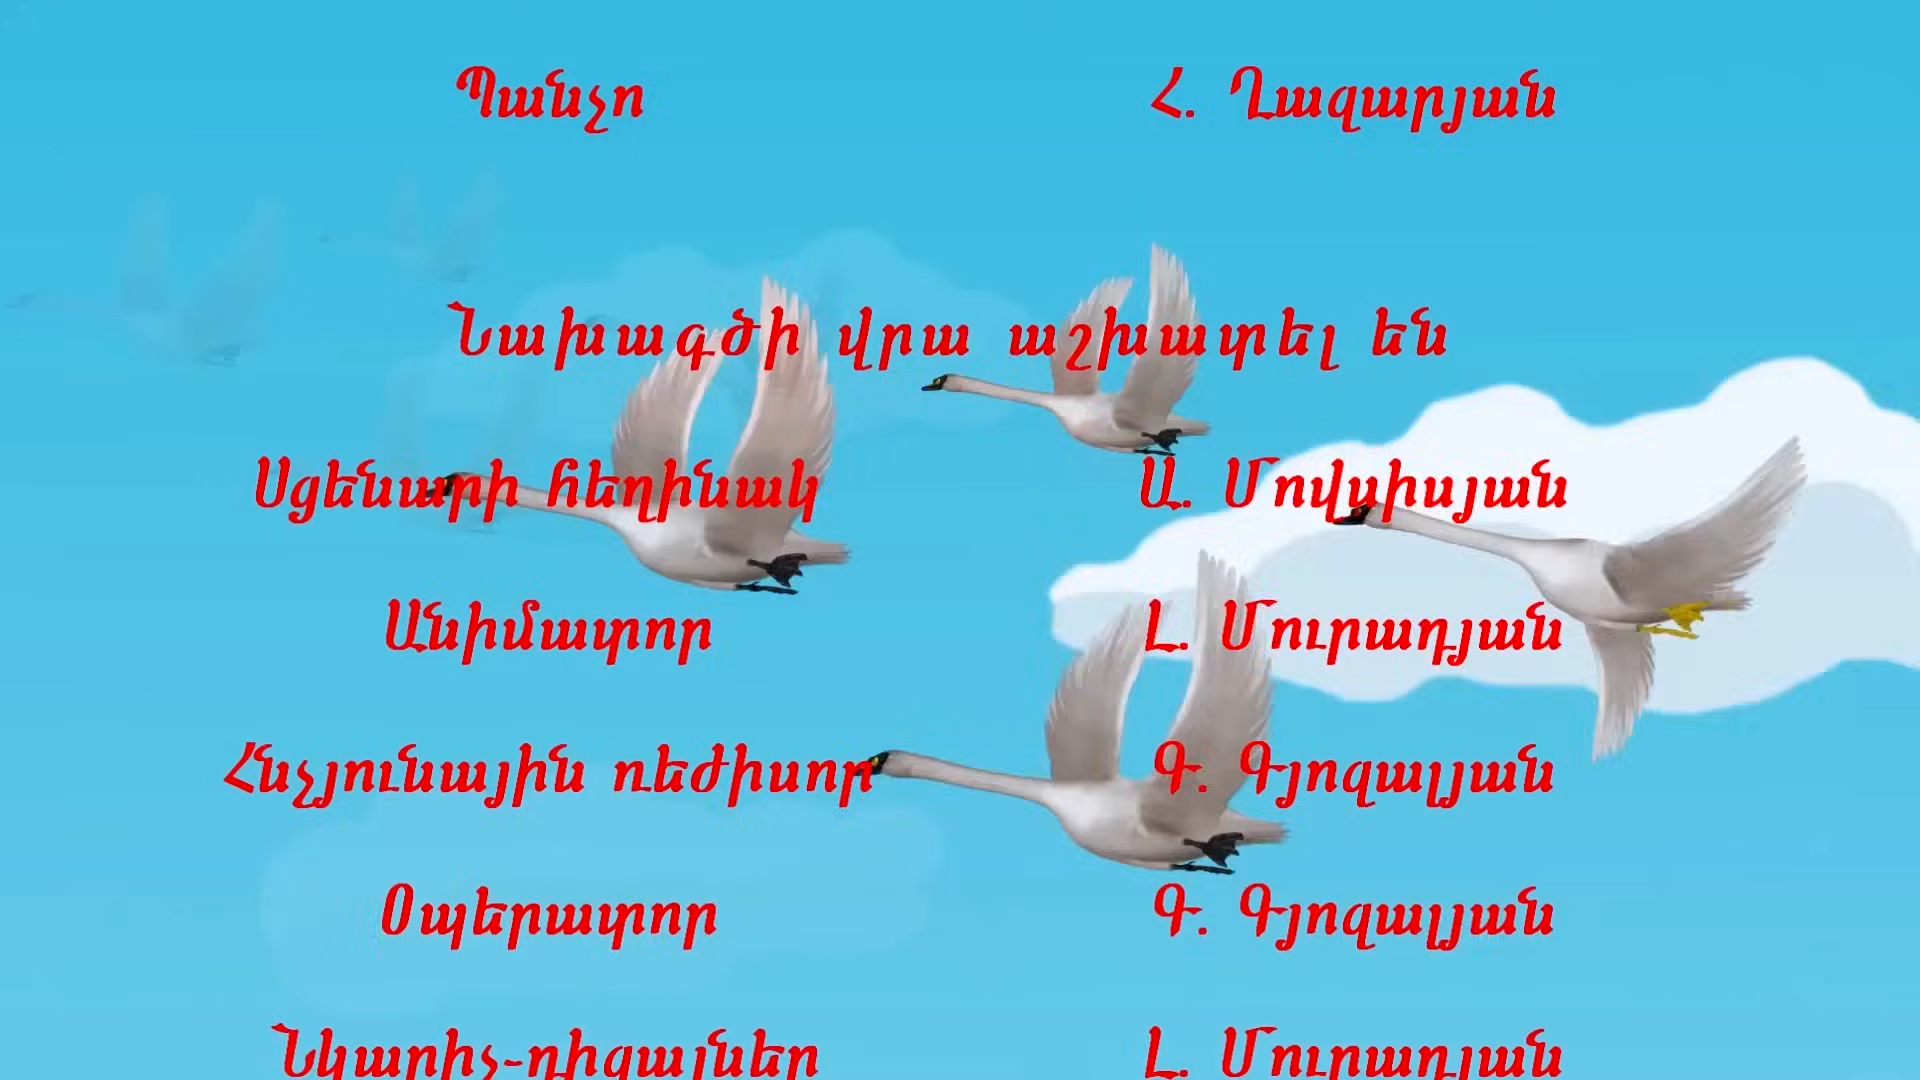 Պանչո Հ. Ղազարյան
Նախագծի վրա աշխատել են
Սցենարի հեղինակ Ա. Մովսիսյան
Անիմատոր Լ. Մուրադյան
Հնչյունային ռեժիսոր Գ. Գյոզալյան
Օպերատոր Գ. Գյոզալյան
Նկարիչ-դիզայներ Լ. Մուրադյան